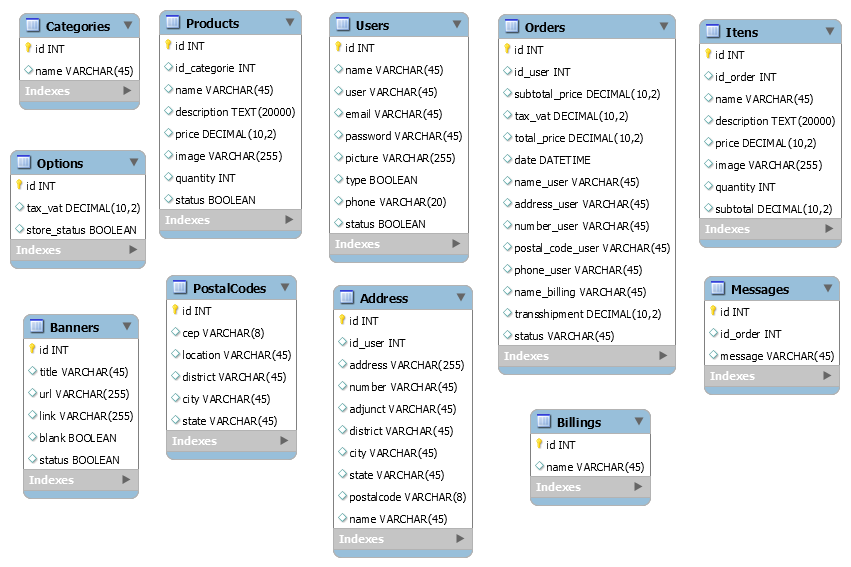 Categories
id INT
name VARCHAR(45)
Indexes
Products
id INT
id_categorie INT
name VARCHAR(45)
description TEXT(20000)
price DECIMAL(10,2)
image VARCHAR(255)
quantity INT
status BOOLEAN
Indexes
Users
id INT
name VARCHAR(45)
user VARCHAR(45)
email VARCHAR(45)
password VARCHAR(45)
picture VARCHAR(255)
type BOOLEAN
phone VARCHAR(20)
status BOOLEAN
Indexes
Orders
id INT
id_user INT
subtotal_price DECIMAL(10,2)
tax_vat DECIMAL(10,2)
total_price DECIMAL(10,2)
date DATETIME
name_user VARCHAR(45)
address_user VARCHAR(45)
number_user VARCHAR(45)
postal_code_user VARCHAR(45)
phone_user VARCHAR(45)
name_billing VARCHAR(45)
transshipment DECIMAL(10,2)
status VARCHAR(45)
Indexes
Itens
id INT
id_order INT
name VARCHAR(45)
description TEXT(20000)
price DECIMAL(10,2)
image VARCHAR(255)
quantity INT
subtotal DECIMAL(10,2)
Indexes
Options
id INT
tax_vat DECIMAL(10,2)
store_status BOOLEAN
Indexes
PostalCodes
id INT
cep VARCHAR(8)
location VARCHAR(45)
district VARCHAR(45)
city VARCHAR(45)
state VARCHAR(45)
Indexes
Address
id INT
id_user INT
address VARCHAR(255)
number VARCHAR(45)
adjunct VARCHAR(45)
district VARCHAR(45)
city VARCHAR(45)
state VARCHAR(45)
postalcode VARCHAR(8)
name VARCHAR(45)
Indexes
Messages
id INT
id_order INT
message VARCHAR(45)
Indexes
Banners
id INT
title VARCHAR(45)
url VARCHAR(255)
link VARCHAR(255)
blank BOOLEAN
status BOOLEAN
Indexes
Billings
id INT
name VARCHAR(45)
Indexes